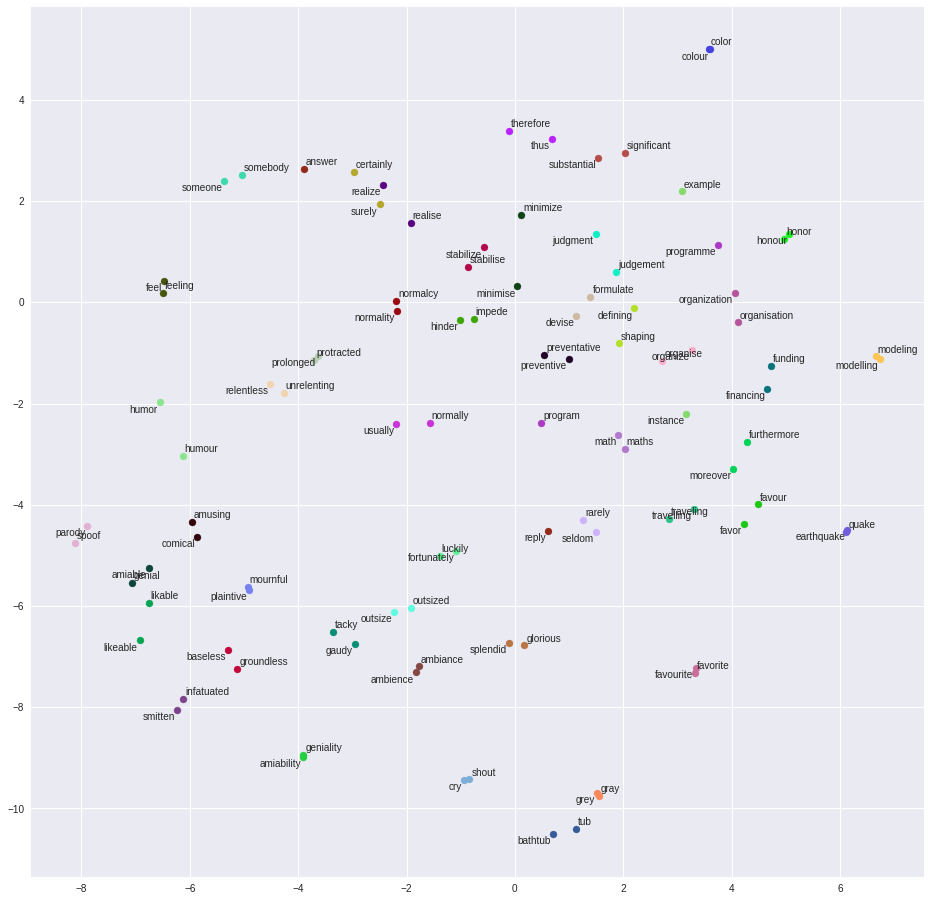 color
colour
4
therefore
thus
significant
substantial
answer
certainly
somebody
someone
realize
example
2
surely
realise
minimize
judgment
honor
honour
programme
stabilize
stabilise
judgement
feel
feeling
normalcy
minimise
formulate
organization
0
normality
hinder
impede
devise
defining
organisation
protracted
prolonged
preventative
preventive
shaping
organise
organize
funding
modeling
modelling
relentless
unrelenting
financing
humor
−2
usually
normally
program
instance
math
maths
furthermore
humour
moreover
−4
parody
spoof
amusing
comical
reply
rarely
seldom
traveling
traveling
favour
favor
quake
earthquake
luckily
fortunately
amiable
genial
likable
mournful
plaintive
−6
outsize
outsized
likeable
tacky
gaudy
splendid
glorious
baseless
groundless
ambiance
ambience
favorite
favourite
infatuated
smitten
−8
geniality
amiability
cry
shout
gray
grey
−10
tub
bathtub
−8 −6 −4 −2 0 2 4 6